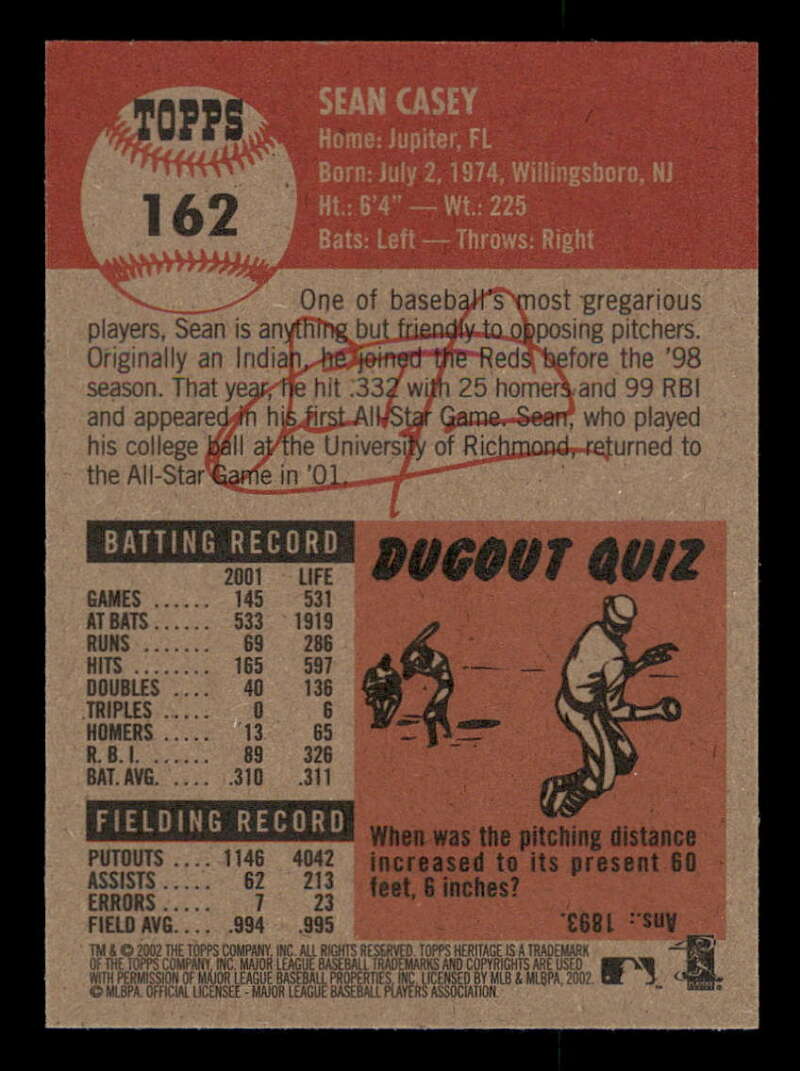 TOPPS
162
SEAN CASEY
Home: Jupiter, FL
Born: July 2, 1974, Willingsboro, NJ
Ht.: 6'4" — Wt.: 225
Bats: Left — Throws: Right
One of baseball's most gregarious
players, Sean is anything but friendly to opposing pitchers.
Originally an Indian, he joined the Reds before the '98
season. That year, he hit .332 with 25 homers and 99 RBI
and appeared in his first All-Star Game. Sean, who played
his college ball at the University of Richmond, returned to
the All-Star Game in '01.
BATTING RECORD
2001 LIFE
GAMES ...... 145 531
AT BATS...... 533 1919
RUNS ....... 69 286
HITS ........ 165 597
DOUBLES .... 40 136
TRIPLES ..... 0 6
HOMERS ..... 13 65
R.B.I. ...... 89 326
BAT. AVG. .... .310 .311
FIELDING RECORD
PUTOUTS .... 1146 4042
ASSISTS ..... 62 213
ERRORS ..... 7 23
FIELD AVG.... .994 .995
DUGOUT QUIZ
When was the pitching distance
increased to its present 60
feet, 6 inches?
Ans.: 1893.
TM & © 2002 THE TOPPS COMPANY, INC. ALL RIGHTS RESERVED. TOPPS HERITAGE IS A TRADEMARK
OF THE TOPPS COMPANY, INC. MAJOR LEAGUE BASEBALL TRADEMARKS AND COPYRIGHTS ARE USED
WITH PERMISSION OF MAJOR LEAGUE BASEBALL PROPERTIES, INC. LICENSED BY MLB & MLBPA, 2002.
© MLBPA. OFFICIAL LICENSEE - MAJOR LEAGUE BASEBALL PLAYERS ASSOCIATION.